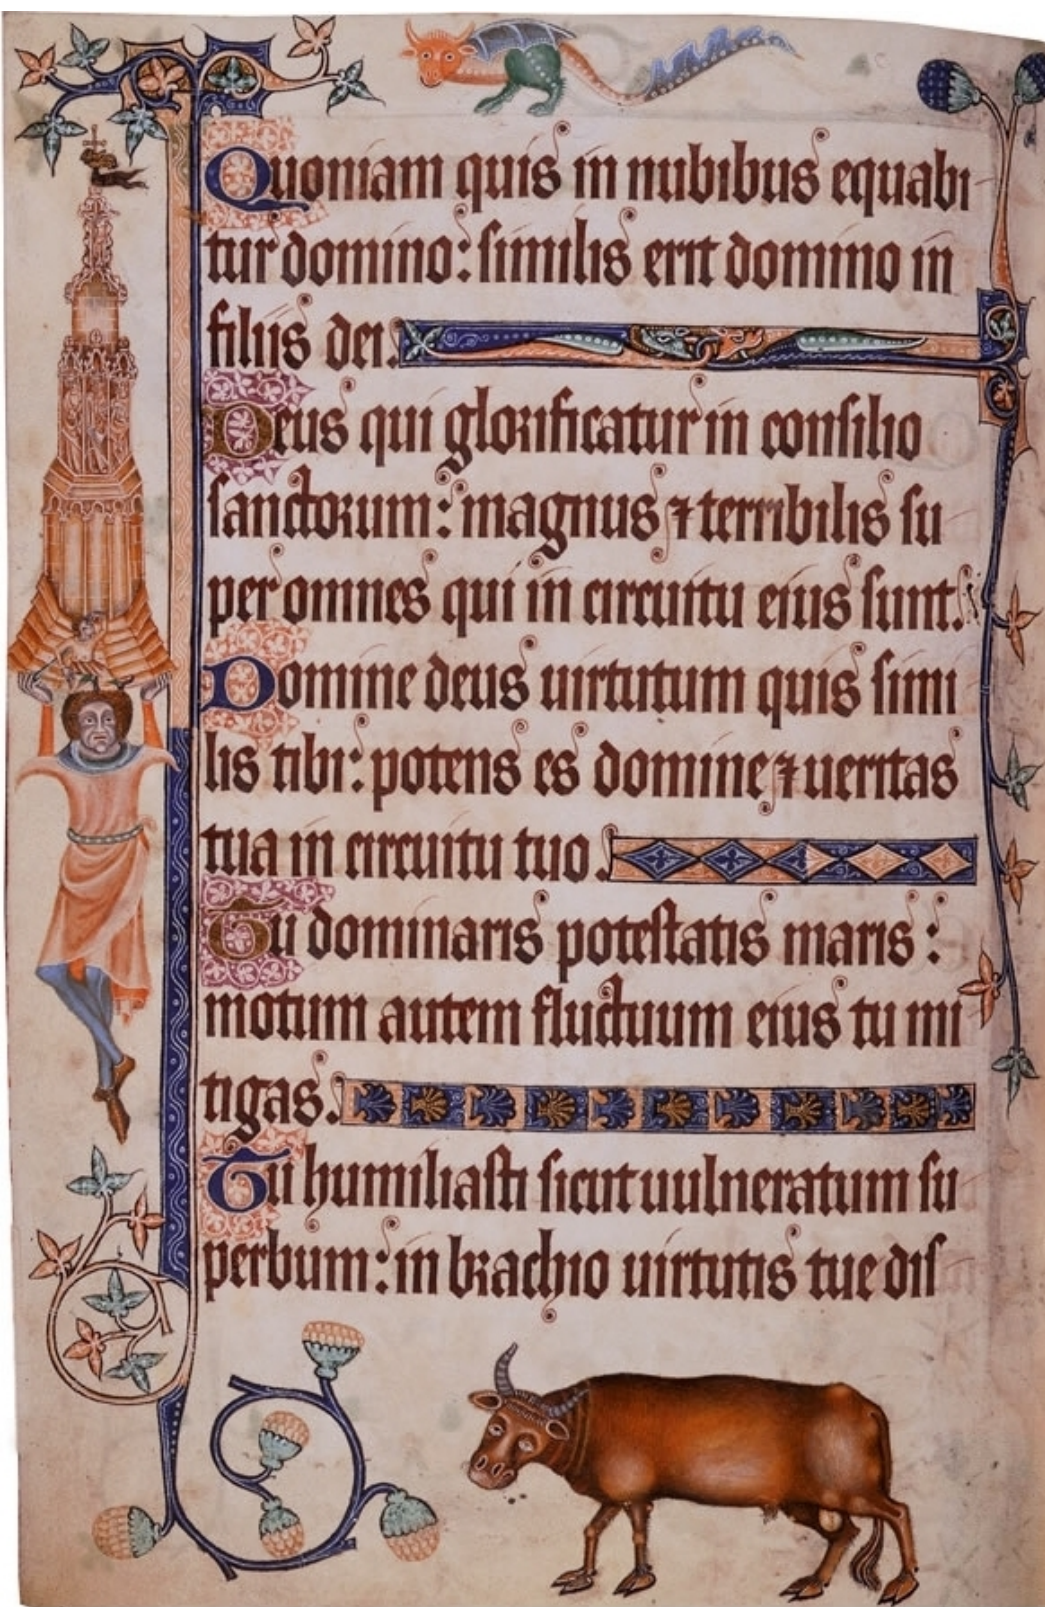 Quoniam quis in nubibus equabi
tur domino: similis erit domino in
filiis dei.
Deus qui glorificatur in consilio
sanctorum: magnus ⁊ terribilis su
per omnes qui in circuitu eius sunt.
Domine deus uirtutum quis simi
lis tibi: potens es domine ⁊ ueritas
tua in circuitu tuo.
Tu dominaris potestatis maris:
motum autem fluctuum eius tu mi
tigas.
Tu humiliasti sicut uulneratum su
perbum: in brachio uirtutis tue dis